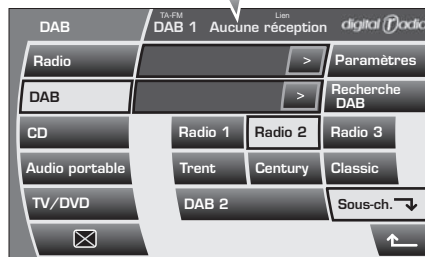 DAB TA-FM DAB 1 Lien Aucune réception digital radio
Radio > Paramètres
DAB > Recherche DAB
CD Radio 1 Radio 2 Radio 3
Audio portable Trent Century Classic
TV/DVD DAB 2 Sous-ch.